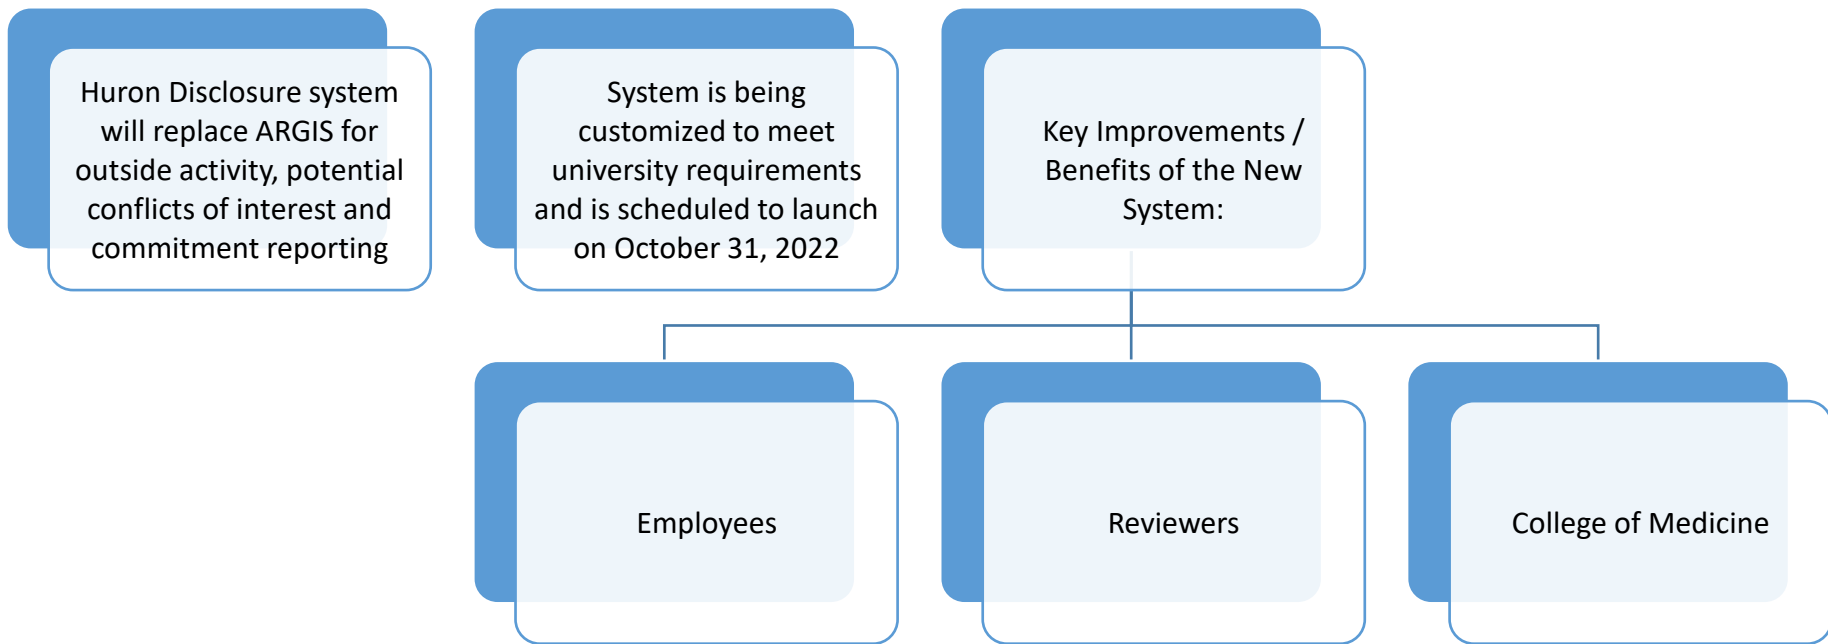 Huron Disclosure system
will replace ARGIS for
outside activity, potential
conflicts of interest and
commitment reporting
System is being
customized to meet
university requirements
and is scheduled to launch
on October 31, 2022
Key Improvements /
Benefits of the New
System:
Employees
Reviewers
College of Medicine